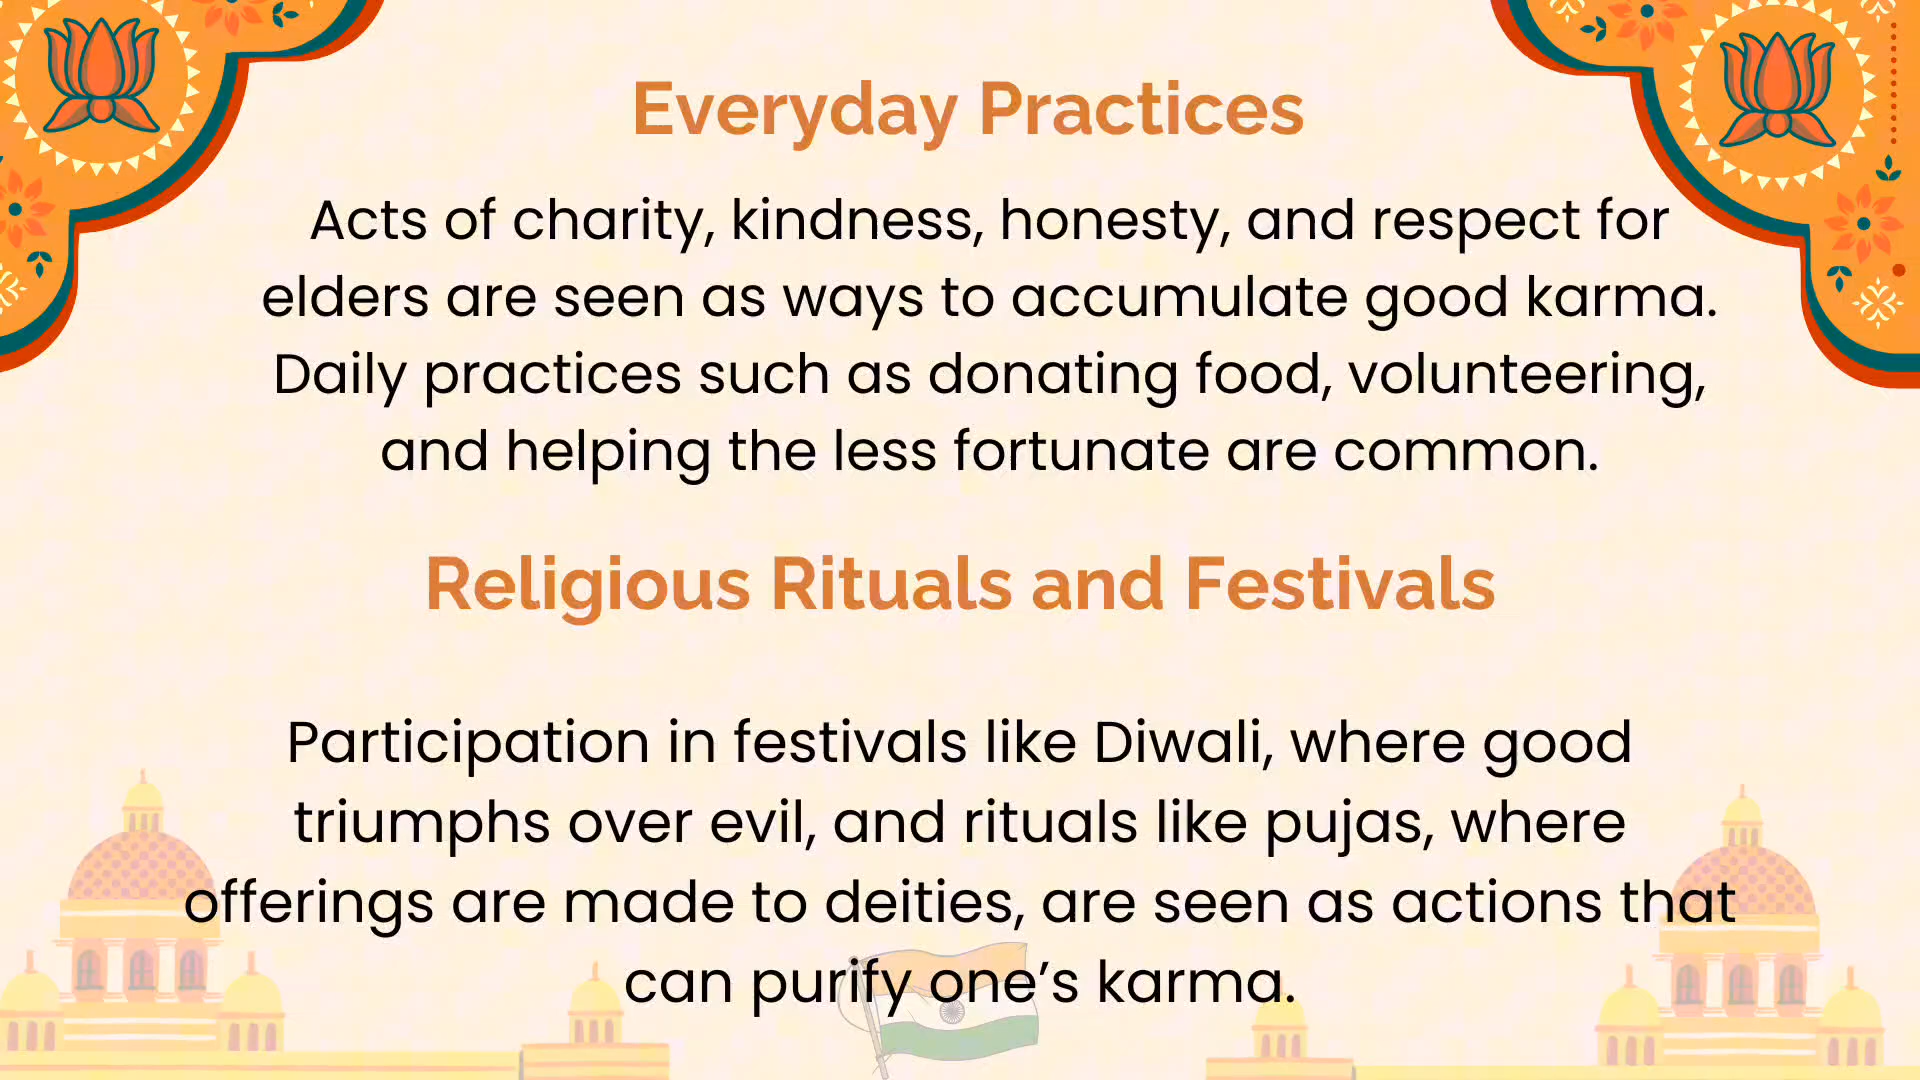 Everyday Practices
Acts of charity, kindness, honesty, and respect for
elders are seen as ways to accumulate good karma.
Daily practices such as donating food, volunteering,
and helping the less fortunate are common.
Religious Rituals and Festivals
Participation in festivals like Diwali, where good
triumphs over evil, and rituals like pujas, where
offerings are made to deities, are seen as actions that
can purify one’s karma.